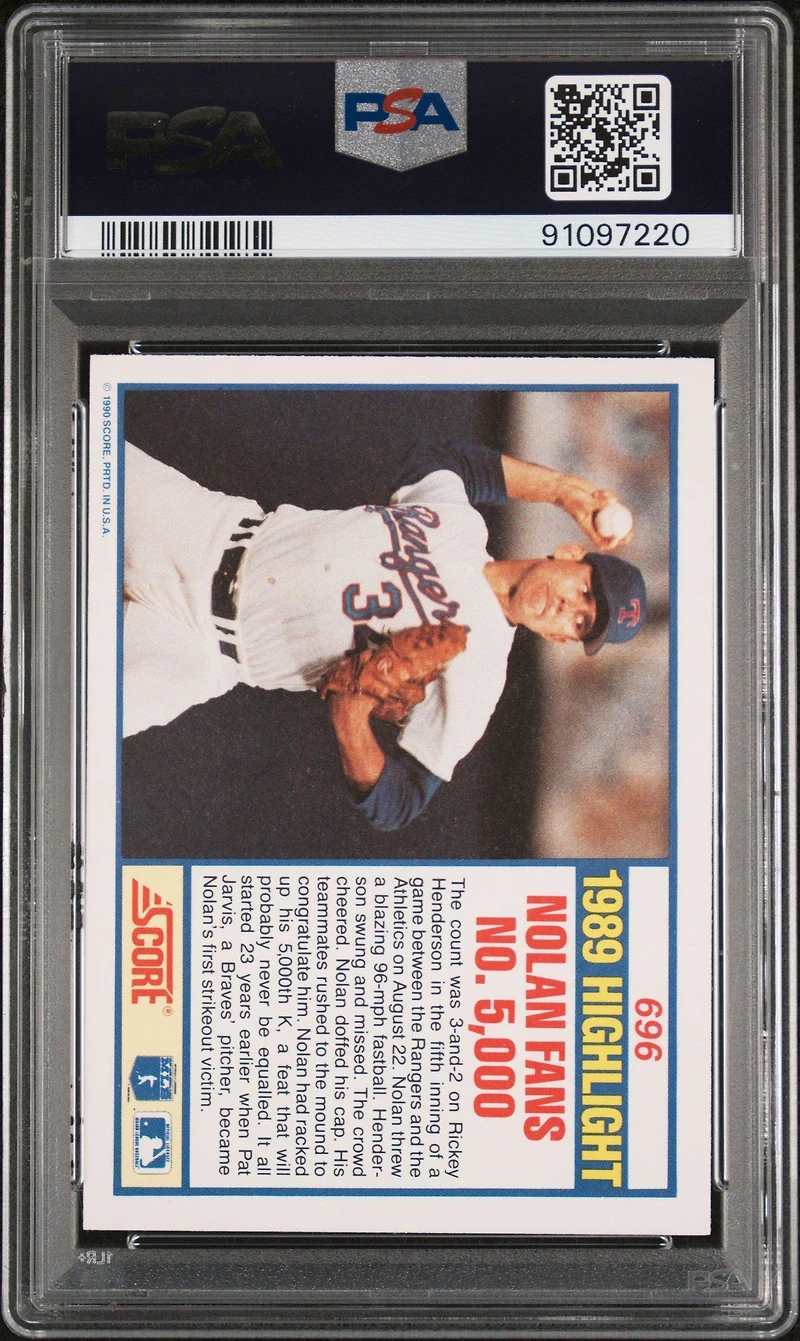 PSA
PSA
91097220
696
1989 HIGHLIGHT
NOLAN FANS
NO. 5,000
The count was 3-and-2 on Rickey
Henderson in the fifth inning of a
game between the Rangers and the
Athletics on August 22. Nolan threw
a blazing 96-mph fastball. Hender-
son swung and missed. The crowd
cheered. Nolan doffed his cap. His
teammates rushed to the mound to
congratulate him. Nolan had racked
up his 5,000th K, a feat that will
probably never be equalled. It all
started 23 years earlier when Pat
Jarvis, a Braves' pitcher, became
Nolan's first strikeout victim.
SCORE®
Rangers
34
T
© 1990 SCORE, PRTD. IN U.S.A.
PSA